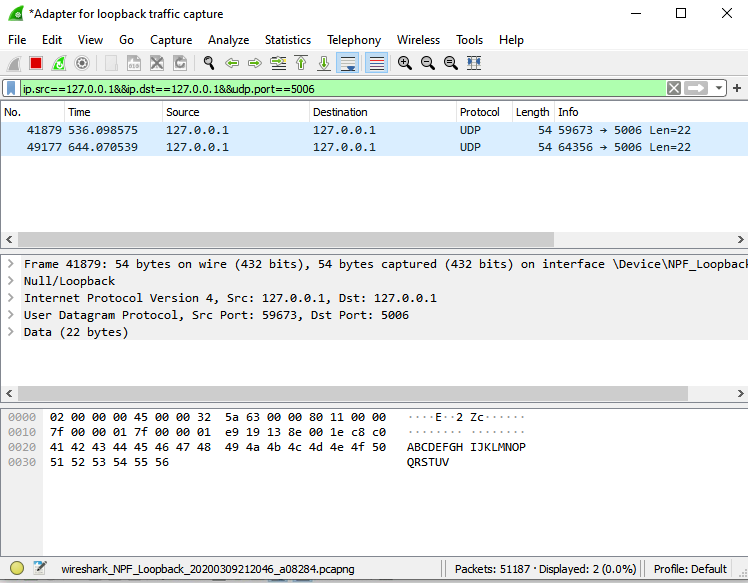 *Adapter for loopback traffic capture
File Edit View Go Capture Analyze Statistics Telephony Wireless Tools Help
ip.src==127.0.0.1&&ip.dst==127.0.0.1&&udp.port==5006
No. Time Source Destination Protocol Length Info
41879 536.098575 127.0.0.1 127.0.0.1 UDP 54 59673 → 5006 Len=22
49177 644.070539 127.0.0.1 127.0.0.1 UDP 54 64356 → 5006 Len=22
Frame 41879: 54 bytes on wire (432 bits), 54 bytes captured (432 bits) on interface \Device\NPF_Loopback
Null/Loopback
Internet Protocol Version 4, Src: 127.0.0.1, Dst: 127.0.0.1
User Datagram Protocol, Src Port: 59673, Dst Port: 5006
Data (22 bytes)
0000 02 00 00 00 45 00 00 32 5a 63 00 00 80 11 00 00 ····E··2 Zc······
0010 7f 00 00 01 7f 00 00 01 e9 19 13 8e 00 1e c8 c0 ········ ········
0020 41 42 43 44 45 46 47 48 49 4a 4b 4c 4d 4e 4f 50 ABCDEFGH IJKLMNOP
0030 51 52 53 54 55 56 QRSTUV
wireshark_NPF_Loopback_20200309212046_a08284.pcapng Packets: 51187 · Displayed: 2 (0.0%) Profile: Default